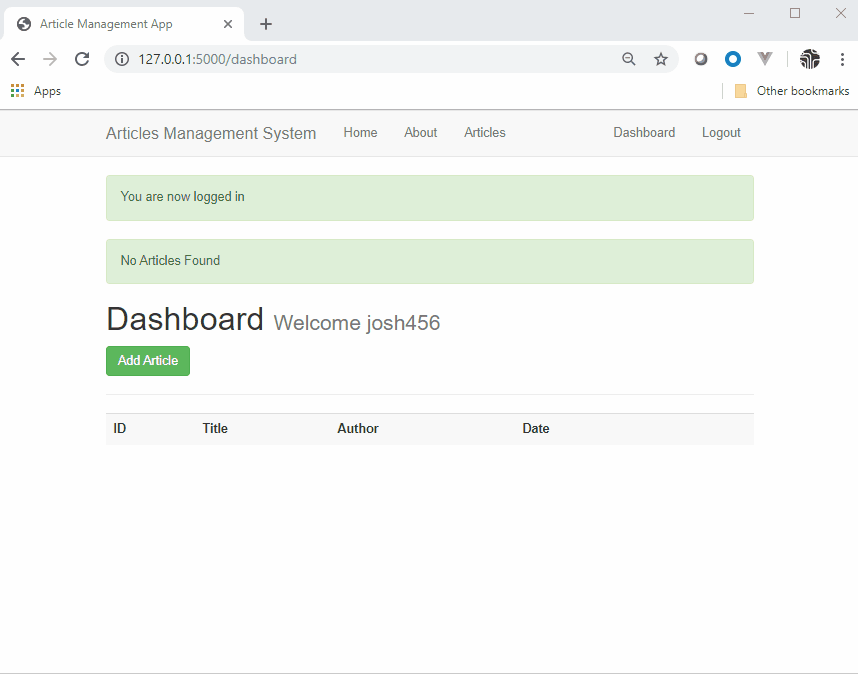 Article Management App
127.0.0.1:5000/dashboard
Apps Other bookmarks
Articles Management System Home About Articles Dashboard Logout
You are now logged in
No Articles Found
Dashboard Welcome josh456
Add Article
ID Title Author Date